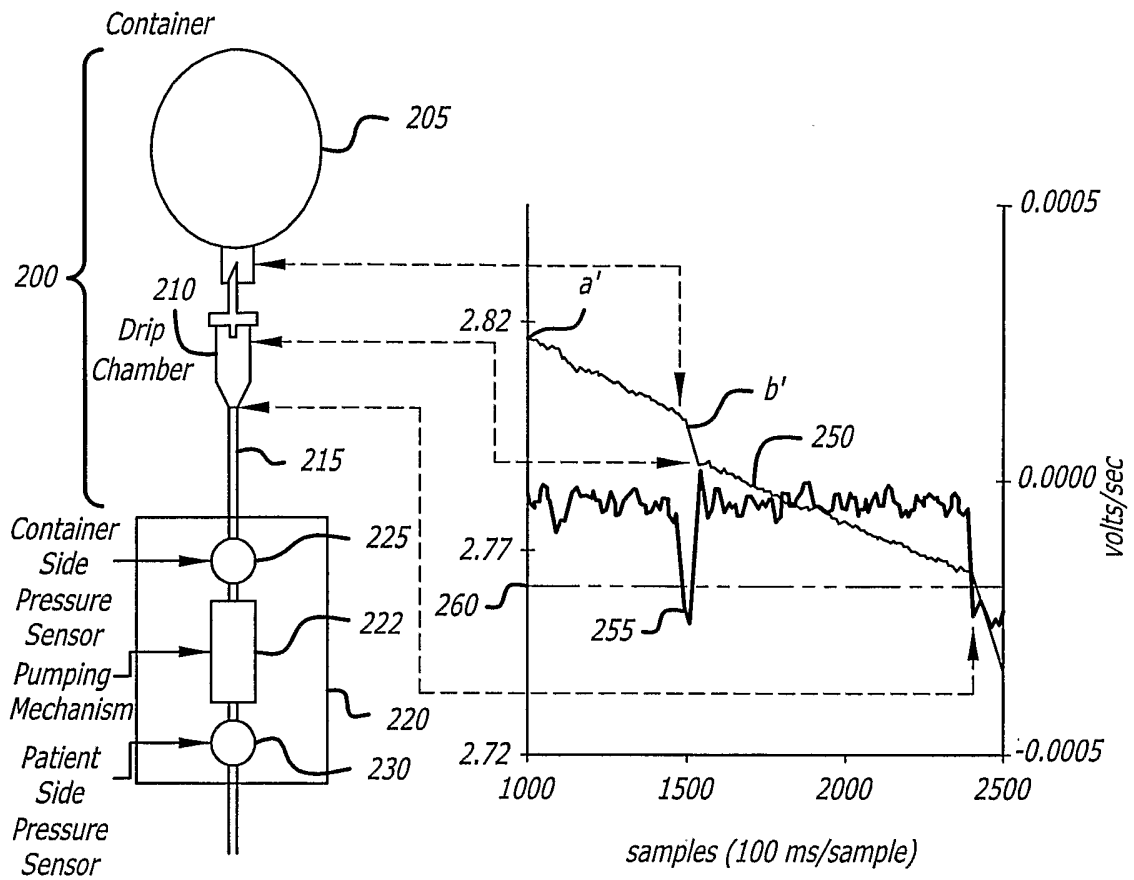 Container
205
200
210
Drip
Chamber
215
Container
Side
Pressure
Sensor
225
222
Pumping
Mechanism
220
Patient
Side
Pressure
Sensor
230
a'
b'
250
255
260
2.82
2.77
2.72
0.0005
0.0000
-0.0005
volts/sec
1000
1500
2000
2500
samples (100 ms/sample)